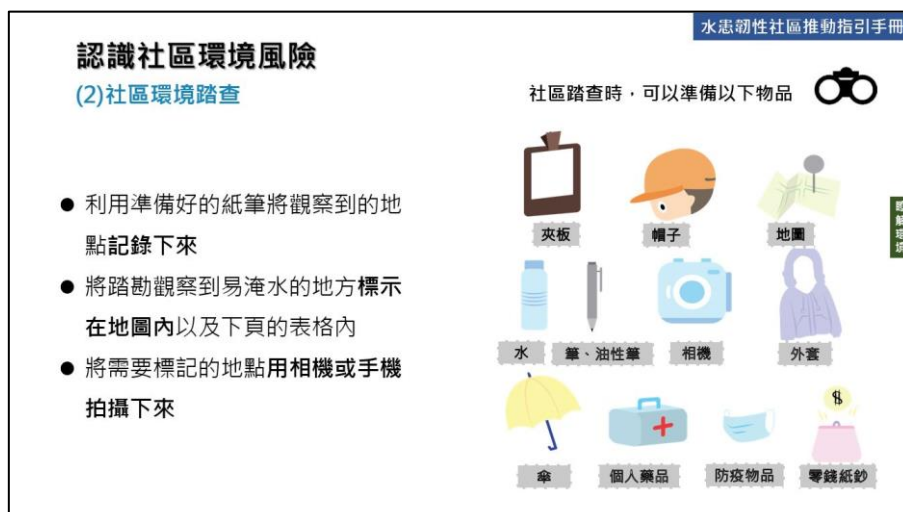 水患韌性社區推動指引手冊
認識社區環境風險
(2)社區環境踏查
社區踏查時，可以準備以下物品
● 利用準備好的紙筆將觀察到的地
點記錄下來
● 將踏勘觀察到易淹水的地方標示
在地圖內以及下頁的表格內
● 將需要標記的地點用相機或手機
拍攝下來
夾板 帽子 地圖
水 筆、油性筆 相機 外套
傘 個人藥品 防疫物品 零錢紙鈔
$
瞭解環境